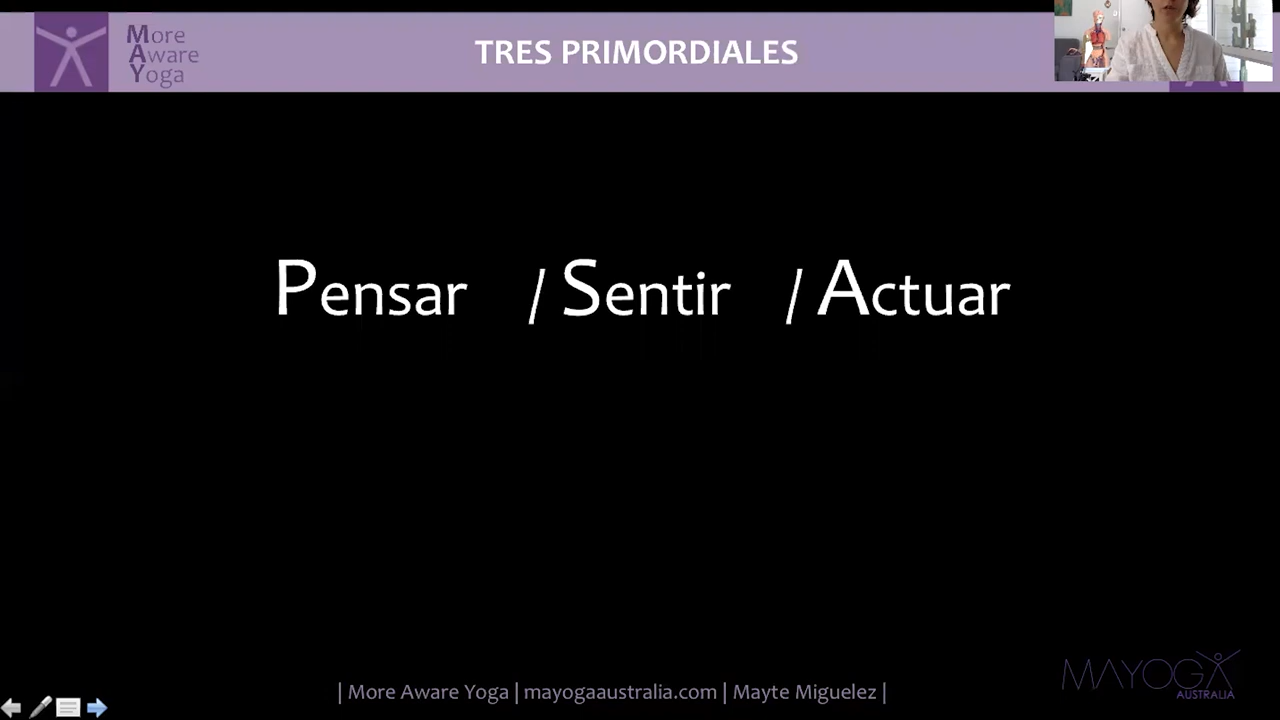 More
Aware
Yoga
TRES PRIMORDIALES
Pensar / Sentir / Actuar
| More Aware Yoga | mayogaaustralia.com | Mayte Miguelez |
MAYOGA
AUSTRALIA